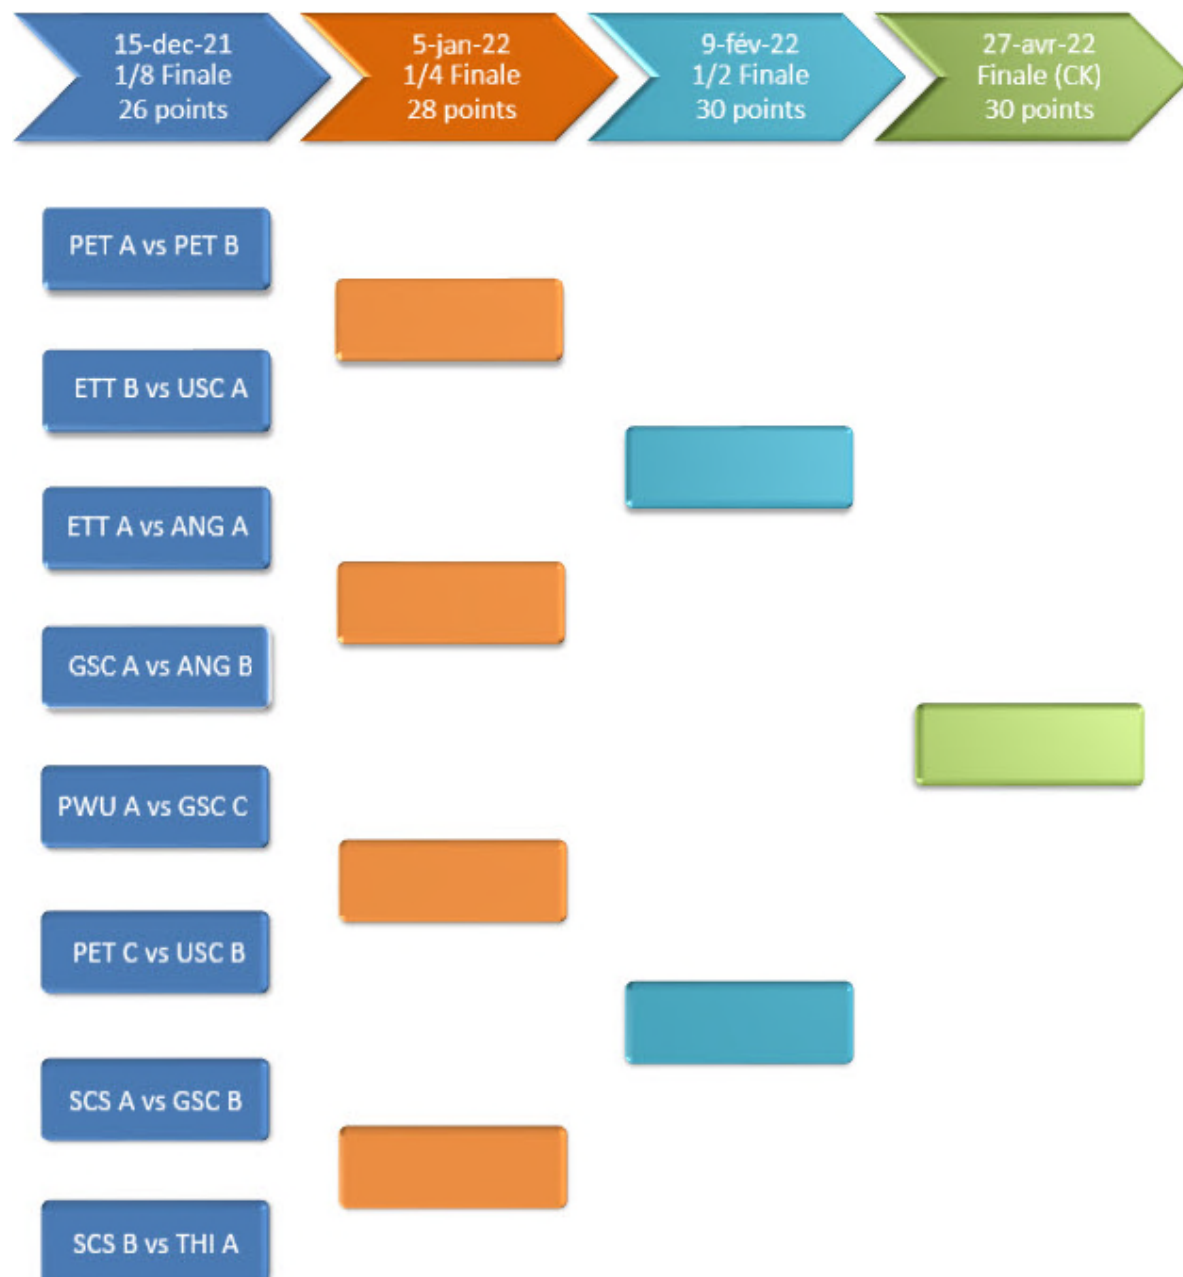 15-dec-21
1/8 Finale
26 points
5-jan-22
1/4 Finale
28 points
9-fév-22
1/2 Finale
30 points
27-avr-22
Finale (CK)
30 points
PET A vs PET B
ETT B vs USC A
ETT A vs ANG A
GSC A vs ANG B
PWU A vs GSC C
PET C vs USC B
SCS A vs GSC B
SCS B vs THI A